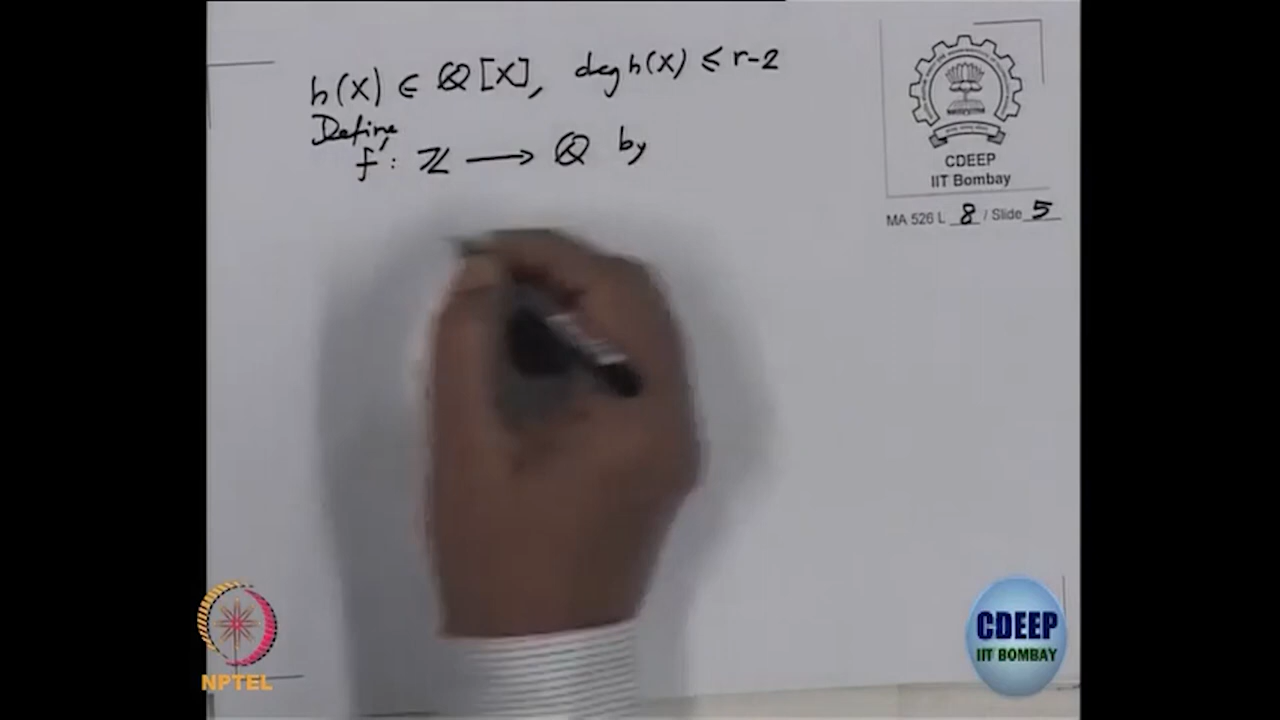 h(X) ∈ ℚ[X], deg h(X) ≤ r-2
Define
f': ℤ ⟶ ℚ by
CDEEP
IIT Bombay
MA 526 L 8 / Slide 5
NPTEL
CDEEP
IIT BOMBAY